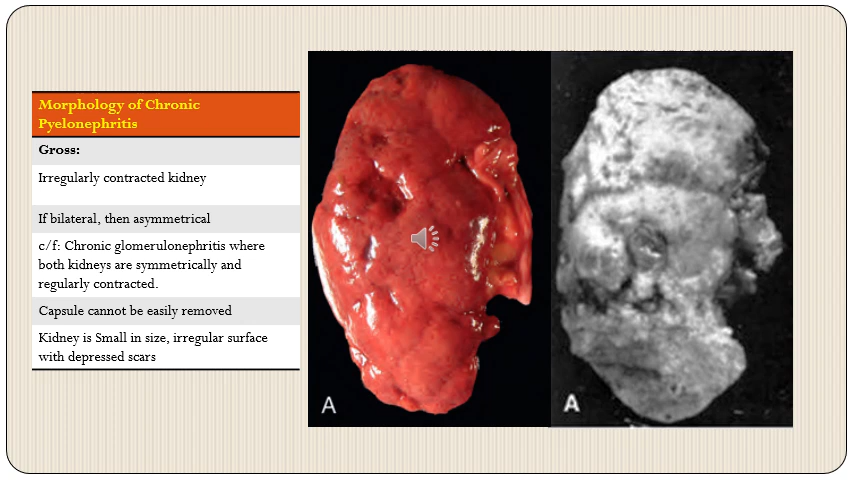 Morphology of Chronic
Pyelonephritis
Gross:
Irregularly contracted kidney
If bilateral, then asymmetrical
c/f: Chronic glomerulonephritis where
both kidneys are symmetrically and
regularly contracted.
Capsule cannot be easily removed
Kidney is Small in size, irregular surface
with depressed scars
A
A